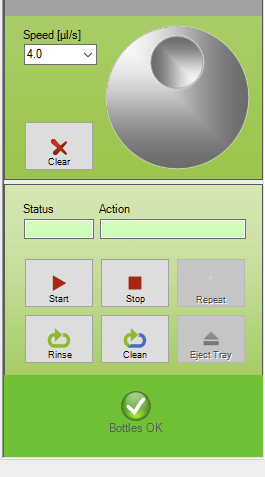 Speed [µl/s]
4.0
Clear
Status Action
Start Stop Repeat
Rinse Clean Eject Tray
Bottles OK